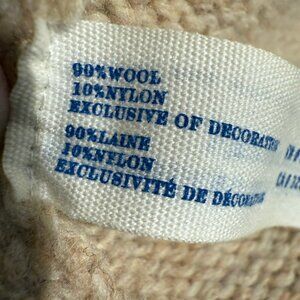 90%WOOL
10%NYLON
EXCLUSIVE OF DECORATION
90%LAINE
10%NYLON
EXCLUSIVITÉ DE DÉCORATION